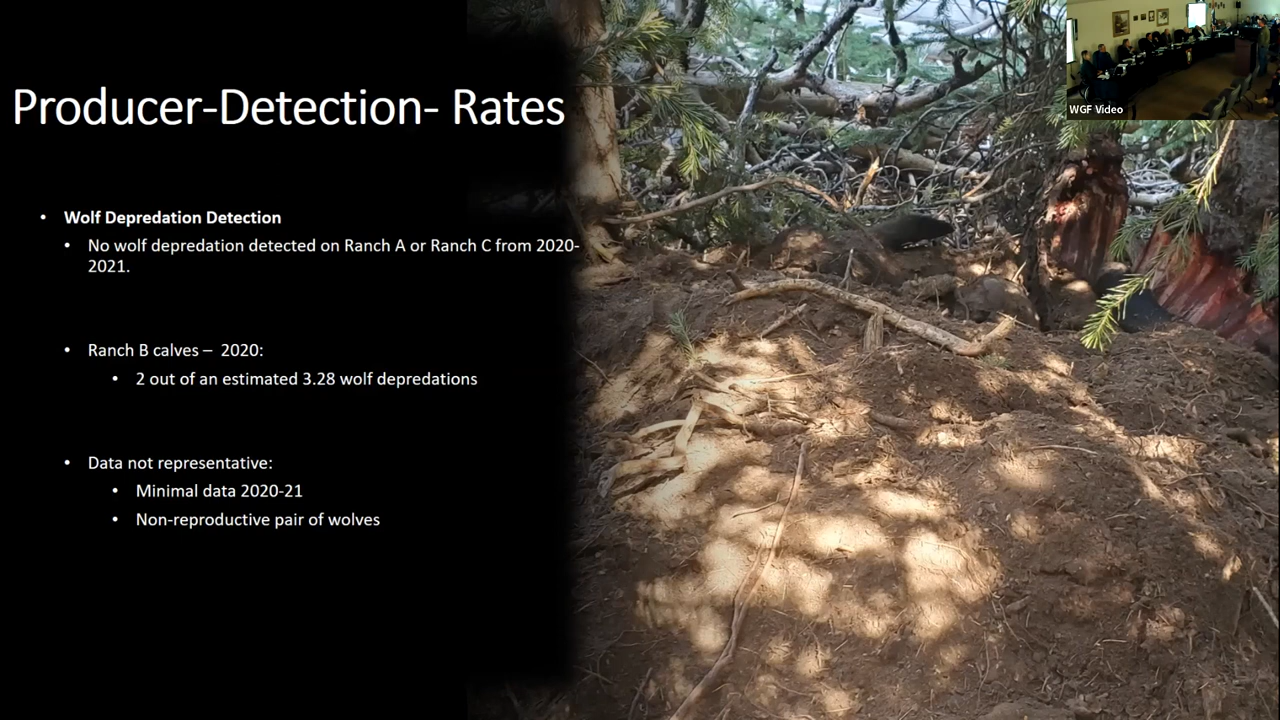 Producer-Detection- Rates
WGF Video
• Wolf Depredation Detection
• No wolf depredation detected on Ranch A or Ranch C from 2020-
2021.
• Ranch B calves – 2020:
• 2 out of an estimated 3.28 wolf depredations
• Data not representative:
• Minimal data 2020-21
• Non-reproductive pair of wolves